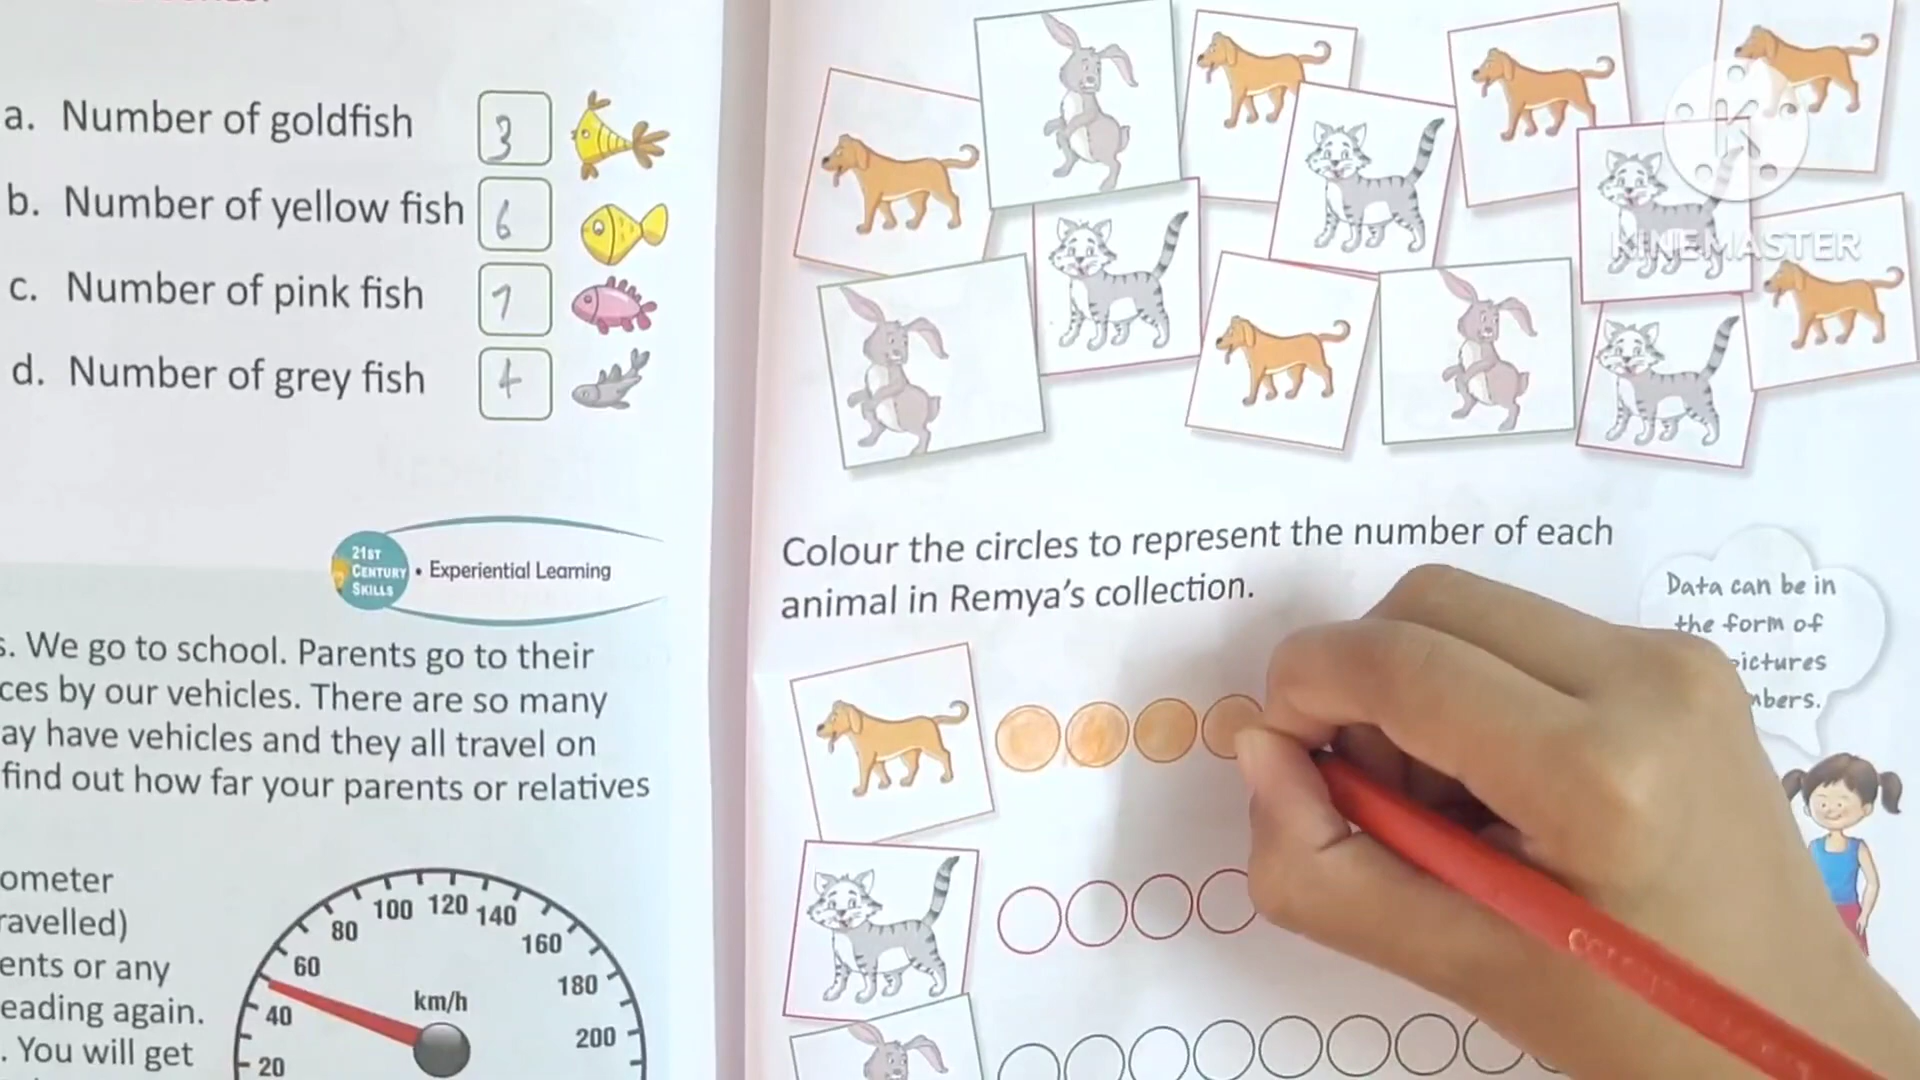 a. Number of goldfish 3
b. Number of yellow fish 6
c. Number of pink fish 7
d. Number of grey fish 4
21ST
CENTURY
SKILLS
• Experiential Learning
s. We go to school. Parents go to their
ces by our vehicles. There are so many
ay have vehicles and they all travel on
find out how far your parents or relatives
ometer
ravelled)
ents or any
eading again.
. You will get
20 40 60 80 100 120 140 160 180 200
km/h
KINEMASTER
Colour the circles to represent the number of each
animal in Remya's collection.
Data can be in
the form of
ictures
mbers.